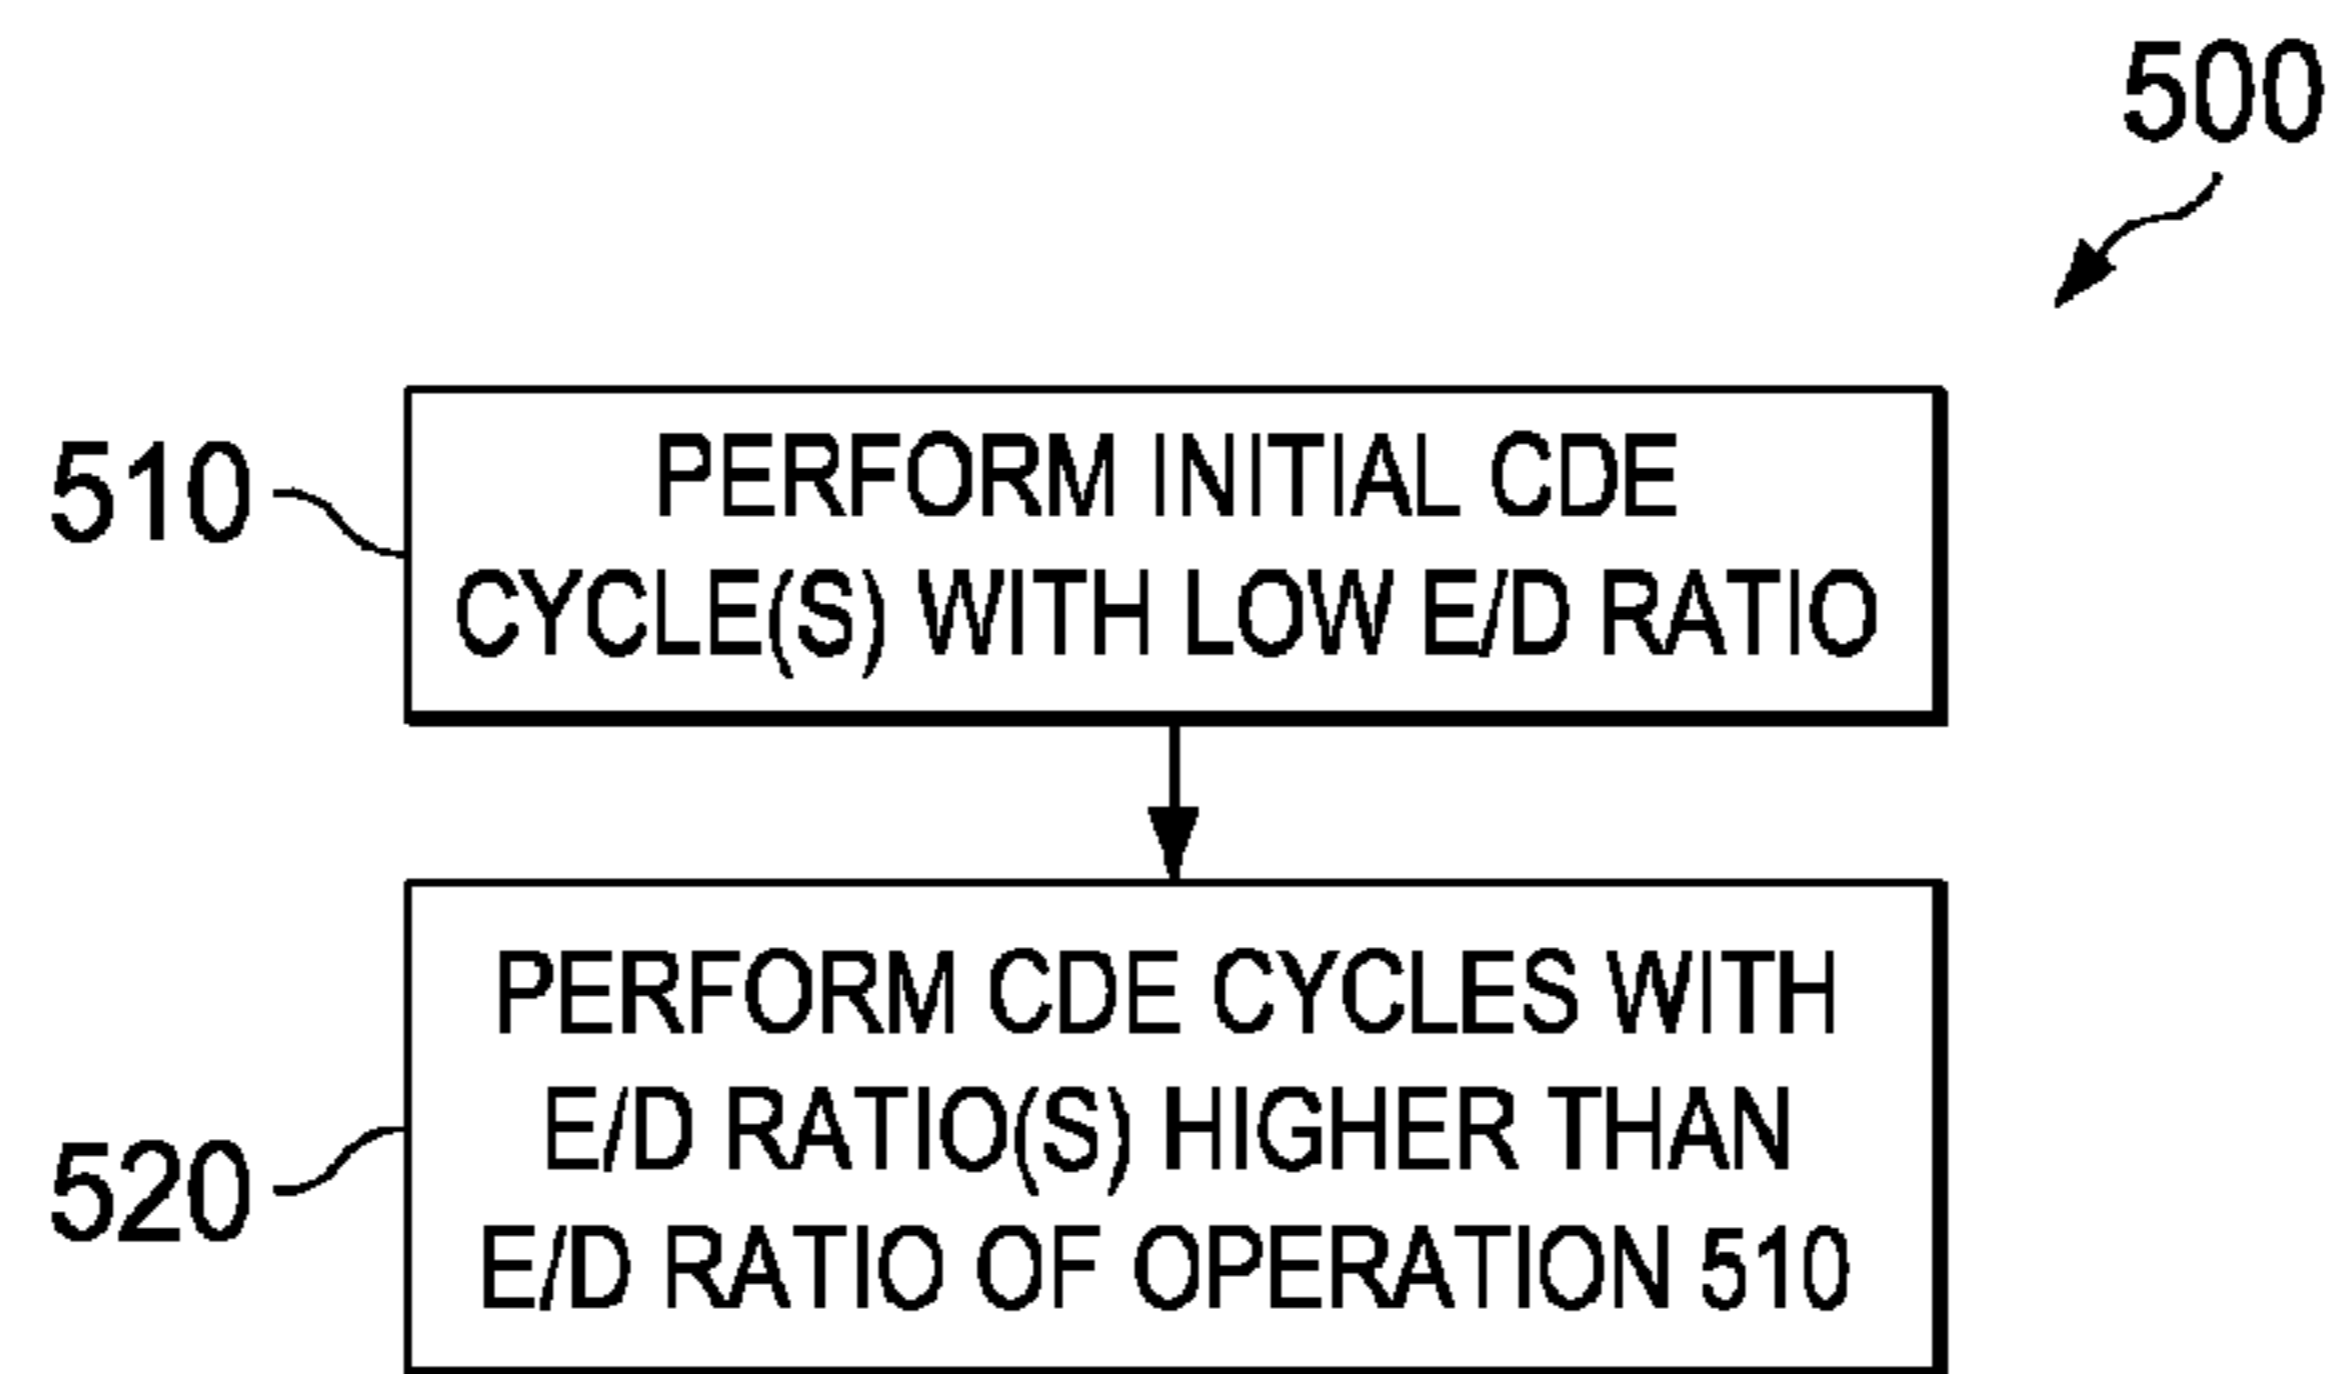 500
510
PERFORM INITIAL CDE
CYCLE(S) WITH LOW E/D RATIO
520
PERFORM CDE CYCLES WITH
E/D RATIO(S) HIGHER THAN
E/D RATIO OF OPERATION 510